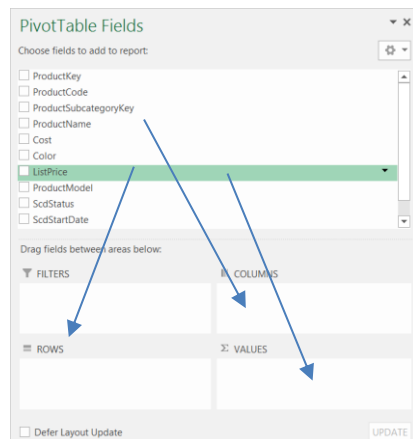 PivotTable Fields
Choose fields to add to report:
ProductKey
ProductCode
ProductSubcategoryKey
ProductName
Cost
Color
ListPrice
ProductModel
ScdStatus
ScdStartDate
Drag fields between areas below:
FILTERS
COLUMNS
ROWS
Σ VALUES
Defer Layout Update
UPDATE